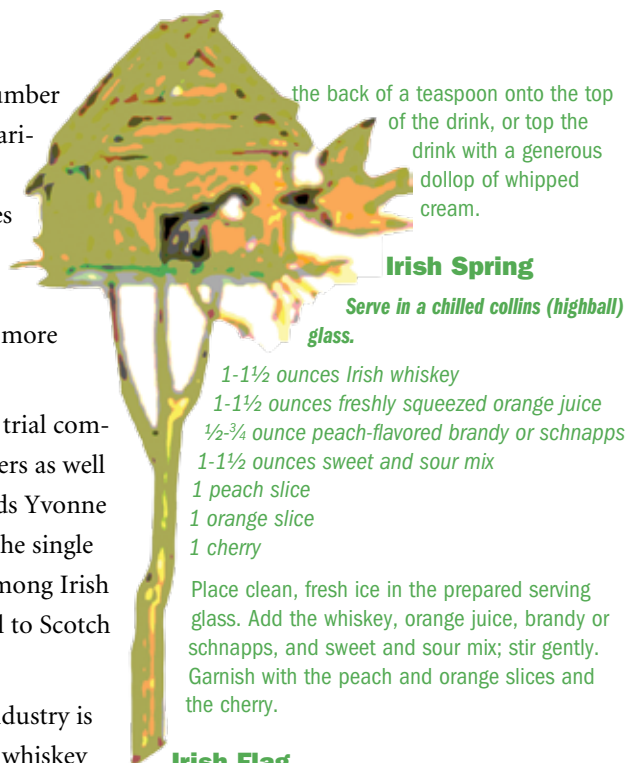 umber
ari-
es
more
trial com-
ers as well
ds Yvonne
he single
mong Irish
l to Scotch
dustry is
whiskey
the back of a teaspoon onto the top
of the drink, or top the
drink with a generous
dollop of whipped
cream.
Irish Spring
Serve in a chilled collins (highball)
glass.
1-1½ ounces Irish whiskey
1-1½ ounces freshly squeezed orange juice
½-¾ ounce peach-flavored brandy or schnapps
1-1½ ounces sweet and sour mix
1 peach slice
1 orange slice
1 cherry
Place clean, fresh ice in the prepared serving
glass. Add the whiskey, orange juice, brandy or
schnapps, and sweet and sour mix; stir gently.
Garnish with the peach and orange slices and
the cherry.
Irish Flag